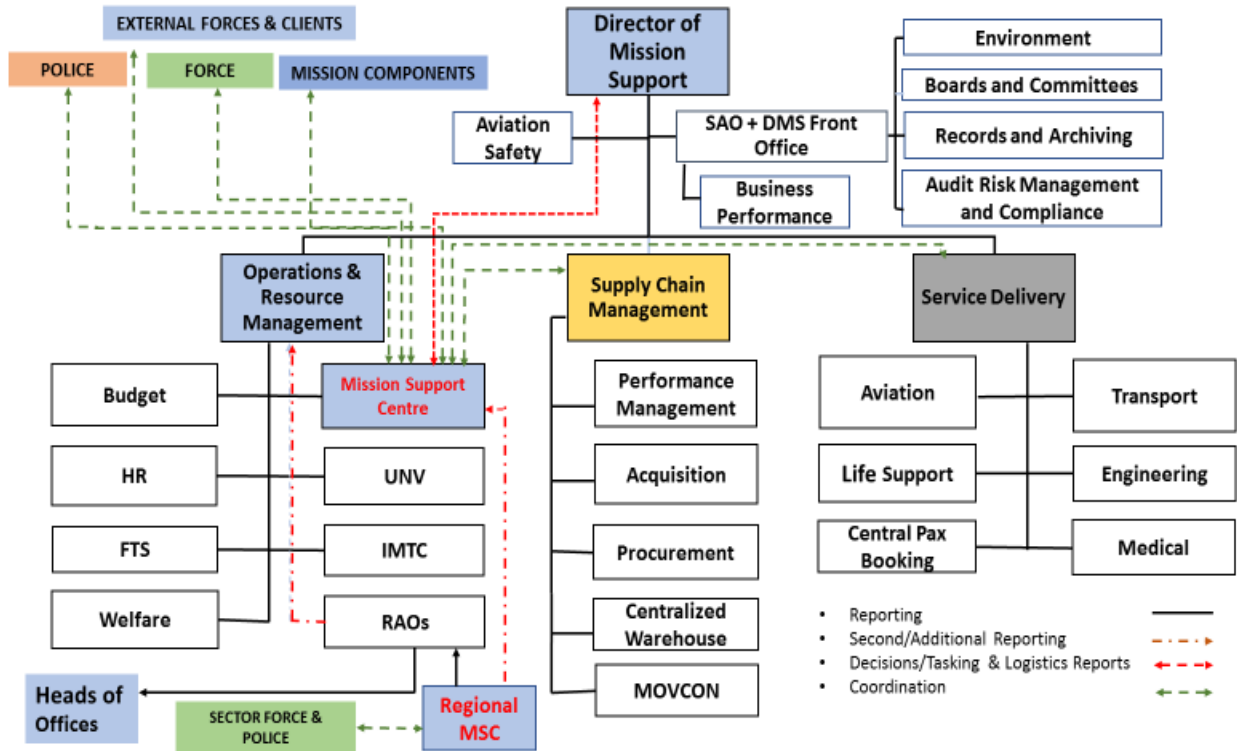 EXTERNAL FORCES & CLIENTS
POLICE
FORCE
MISSION COMPONENTS
Director of
Mission
Support
Environment
Boards and Committees
Records and Archiving
Audit Risk Management
and Compliance
Aviation
Safety
SAO + DMS Front
Office
Business
Performance
Operations &
Resource
Management
Supply Chain
Management
Service Delivery
Budget
Mission Support
Centre
HR
UNV
FTS
IMTC
Welfare
RAOs
Heads of
Offices
SECTOR FORCE &
POLICE
Regional
MSC
Performance
Management
Acquisition
Procurement
Centralized
Warehouse
MOVCON
Aviation
Transport
Life Support
Engineering
Central Pax
Booking
Medical
• Reporting
• Second/Additional Reporting
• Decisions/Tasking & Logistics Reports
• Coordination